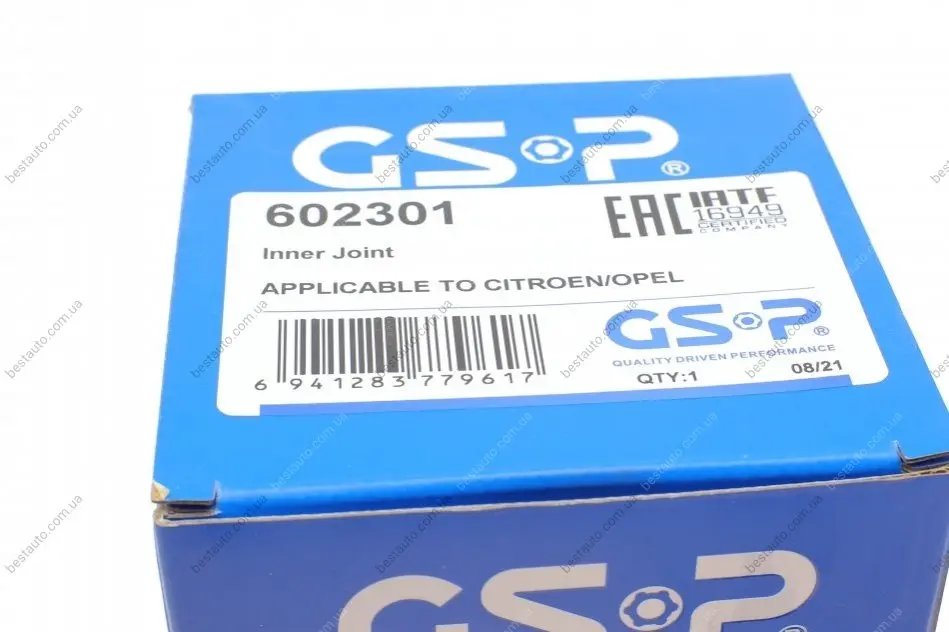 GSP®
602301
EAC IATF
16949
CERTIFIED
COMPANY
Inner Joint
APPLICABLE TO CITROEN/OPEL
GSP®
QUALITY DRIVEN PERFORMANCE
6 941283 779617
QTY:1
08/21
GSP®
bestauto.com.ua